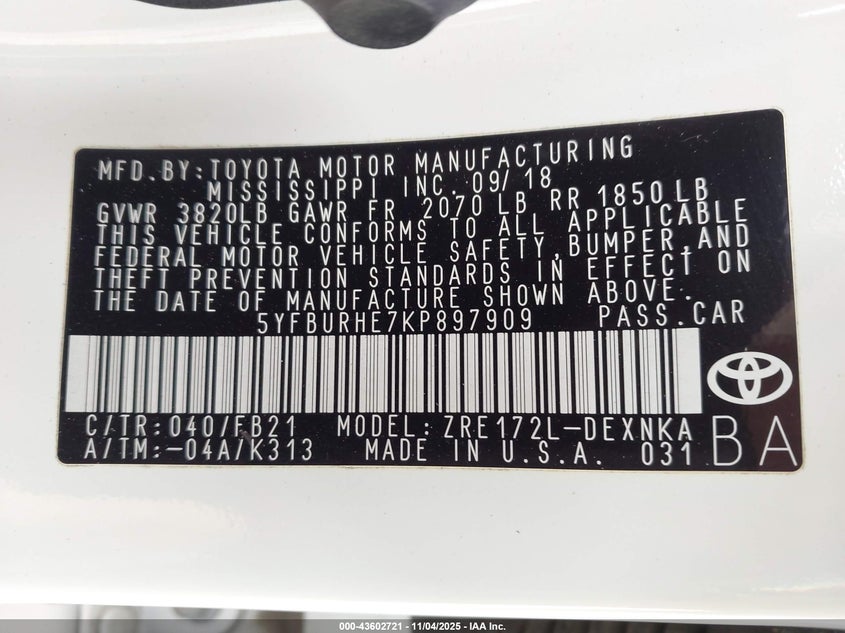 MFD.BY:TOYOTA MOTOR MANUFACTURING
MISSISSIPPI INC. 09/18
GVWR 3820LB GAWR FR 2070 LB RR 1850LB
THIS VEHICLE CONFORMS TO ALL APPLICABLE
FEDERAL MOTOR VEHICLE SAFETY,BUMPER,AND
THEFT PREVENTION STANDARDS IN EFFECT ON
THE DATE OF MANUFACTURE SHOWN ABOVE.
5YFBURHE7KP897909 PASS.CAR
C/TR:040/FB21 MODEL:ZRE172L-DEXNKA
A/TM:-04A/K313 MADE IN U.S.A. 031
BA
000-43602721 - 11/04/2025 - IAA Inc.